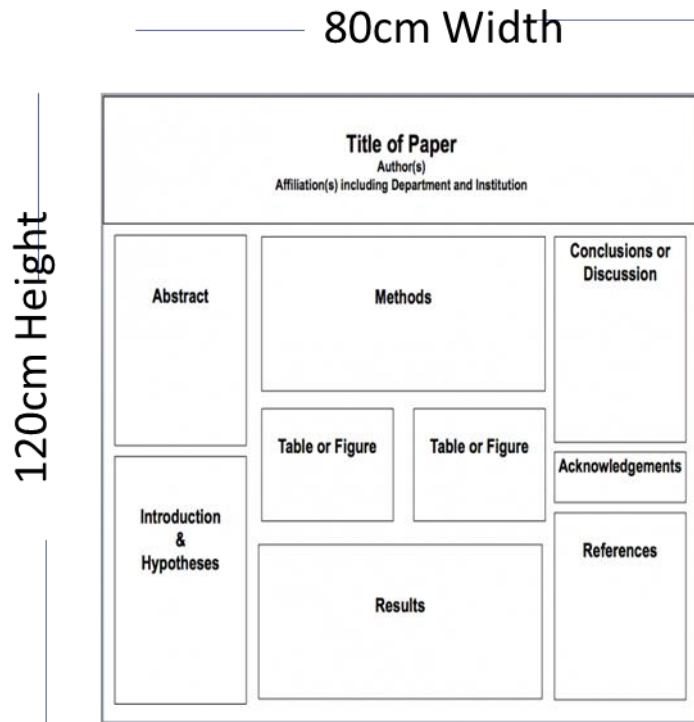 80cm Width
120cm Height
Title of Paper
Author(s)
Affiliation(s) including Department and Institution
Abstract
Introduction
&
Hypotheses
Methods
Table or Figure
Table or Figure
Results
Conclusions or
Discussion
Acknowledgements
References